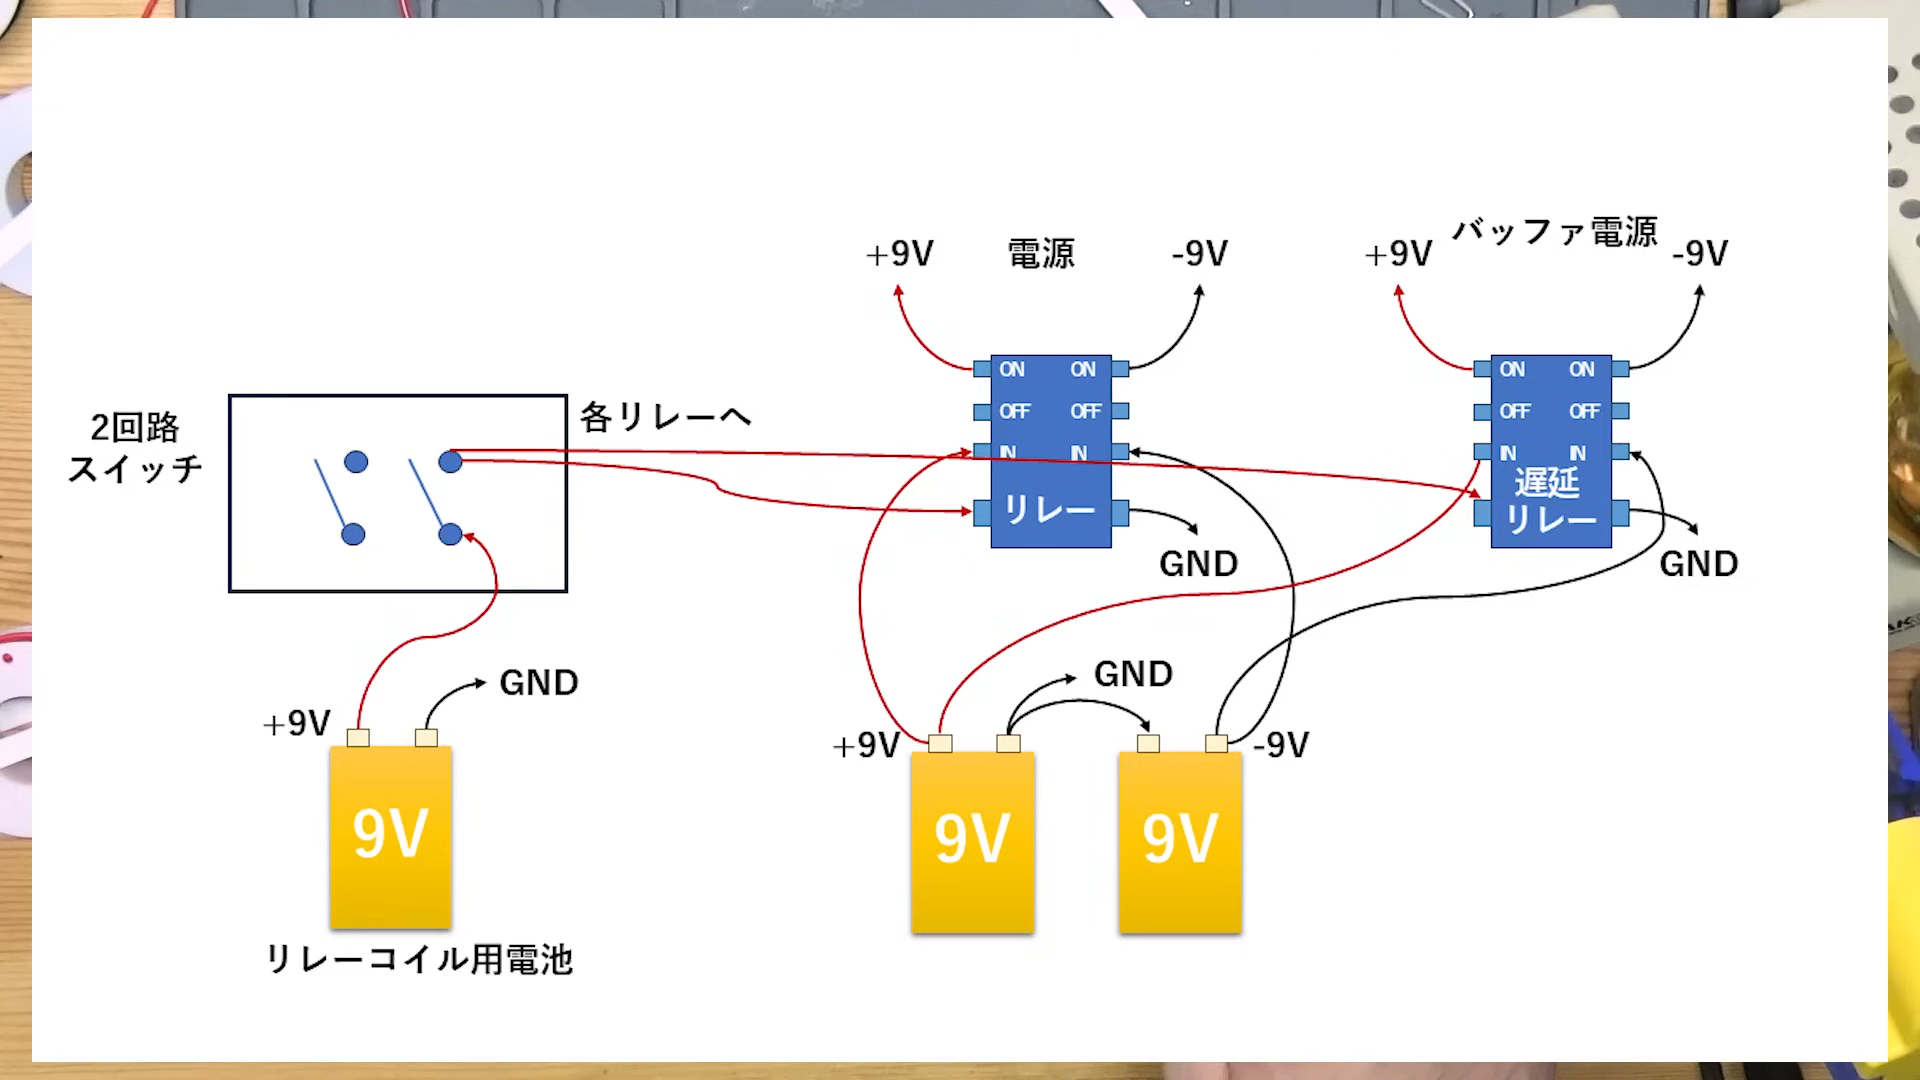 +9V
電源
-9V
+9V
バッファ電源
-9V
2回路
スイッチ
各リレーへ
ON ON
OFF OFF
IN IN
リレー
GND
ON ON
OFF OFF
IN IN
遅延
リレー
GND
+9V
GND
9V
リレーコイル用電池
+9V
GND
-9V
9V
9V